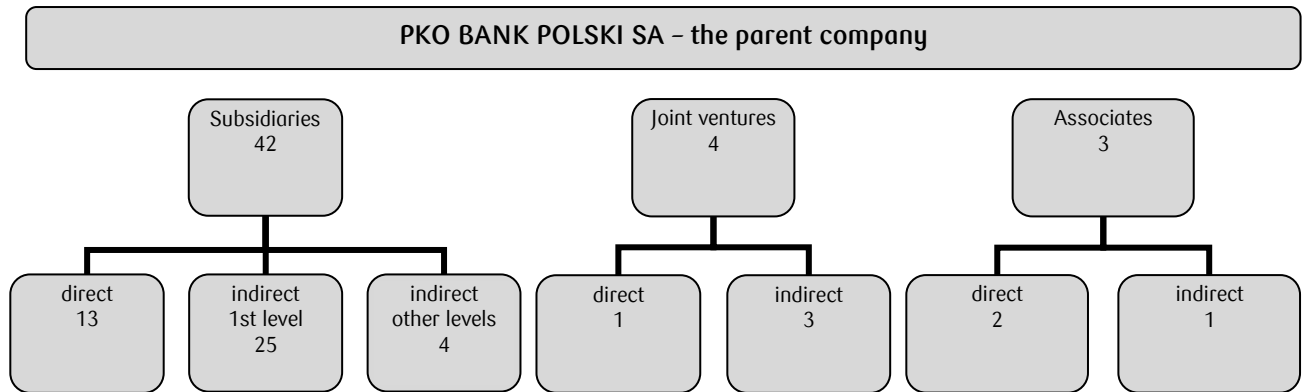 PKO BANK POLSKI SA – the parent company
Subsidiaries
42
Joint ventures
4
Associates
3
direct
13
indirect
1st level
25
indirect
other levels
4
direct
1
indirect
3
direct
2
indirect
1